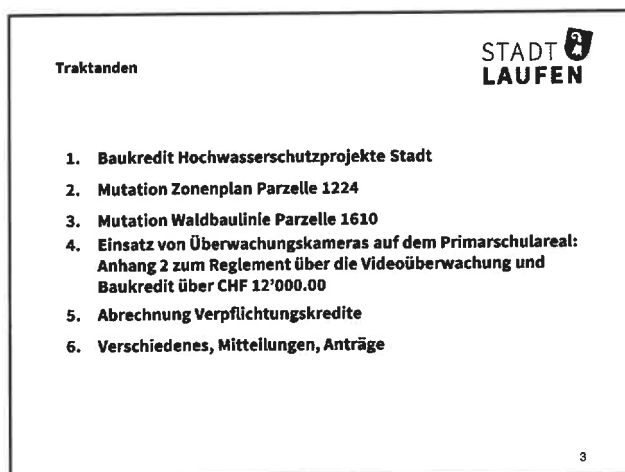 Traktanden
STADT
LAUFEN
1. Baukredit Hochwasserschutzprojekte Stadt
2. Mutation Zonenplan Parzelle 1224
3. Mutation Waldbaulinie Parzelle 1610
4. Einsatz von Überwachungskameras auf dem Primarschulareal:
Anhang 2 zum Reglement über die Videoüberwachung und
Baukredit über CHF 12'000.00
5. Abrechnung Verpflichtungskredite
6. Verschiedenes, Mitteilungen, Anträge
3